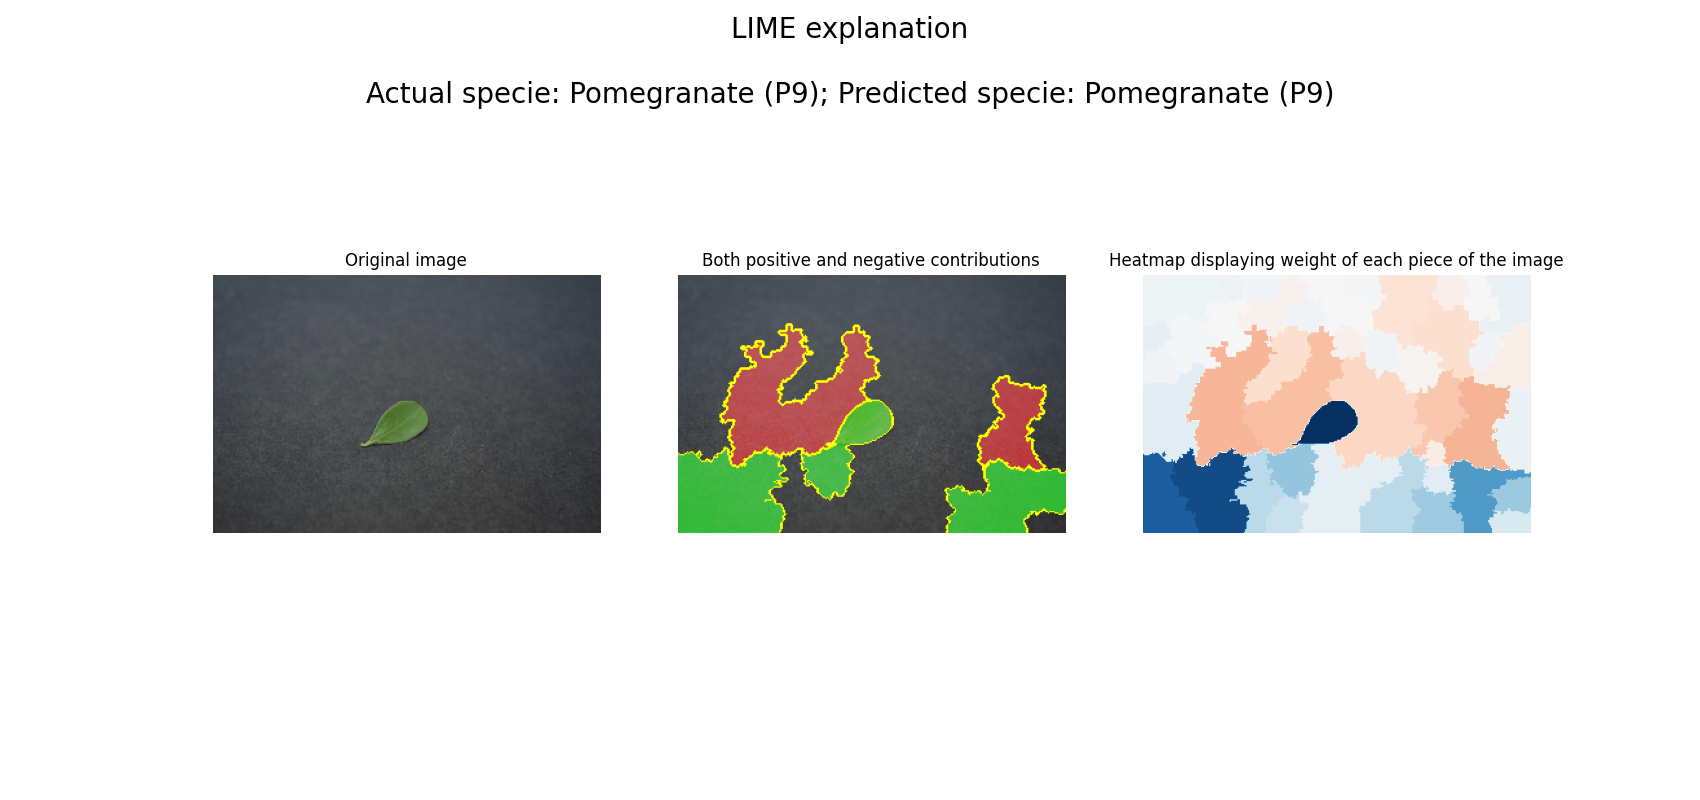 LIME explanation
Actual specie: Pomegranate (P9); Predicted specie: Pomegranate (P9)
Original image
Both positive and negative contributions
Heatmap displaying weight of each piece of the image